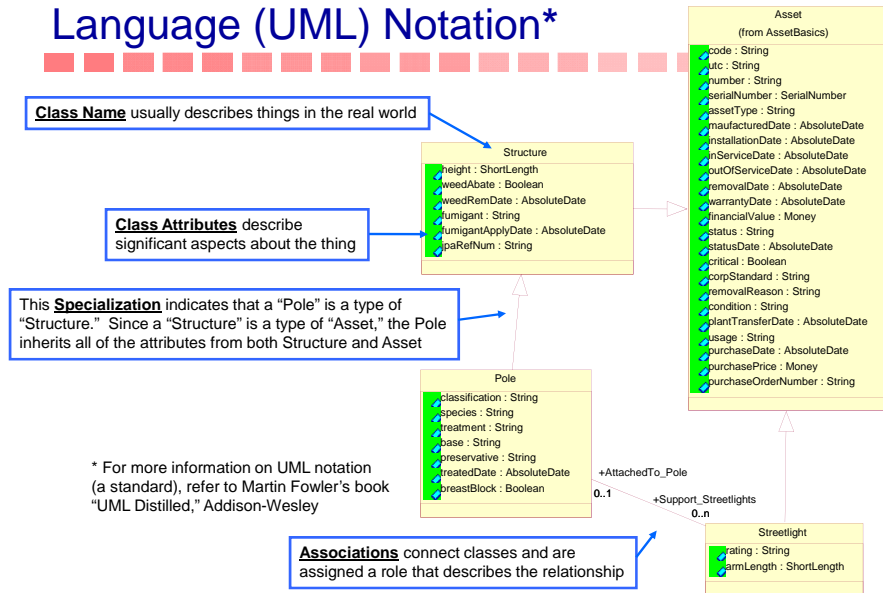 Language (UML) Notation*
Class Name usually describes things in the real world
Class Attributes describe
significant aspects about the thing
This Specialization indicates that a “Pole” is a type of
“Structure.” Since a “Structure” is a type of “Asset,” the Pole
inherits all of the attributes from both Structure and Asset
* For more information on UML notation
(a standard), refer to Martin Fowler's book
“UML Distilled,” Addison-Wesley
Associations connect classes and are
assigned a role that describes the relationship
Structure
height : ShortLength
weedAbate : Boolean
weedRemDate : AbsoluteDate
fumigant : String
fumigantApplyDate : AbsoluteDate
jpaRefNum : String
Pole
classification : String
species : String
treatment : String
base : String
preservative : String
treatedDate : AbsoluteDate
breastBlock : Boolean
+AttachedTo_Pole
0..1
+Support_Streetlights
0..n
Asset
(from AssetBasics)
code : String
utc : String
number : String
serialNumber : SerialNumber
assetType : String
maufacturedDate : AbsoluteDate
installationDate : AbsoluteDate
inServiceDate : AbsoluteDate
outOfServiceDate : AbsoluteDate
removalDate : AbsoluteDate
warrantyDate : AbsoluteDate
financialValue : Money
status : String
statusDate : AbsoluteDate
critical : Boolean
corpStandard : String
removalReason : String
condition : String
plantTransferDate : AbsoluteDate
usage : String
purchaseDate : AbsoluteDate
purchasePrice : Money
purchaseOrderNumber : String
Streetlight
rating : String
armLength : ShortLength